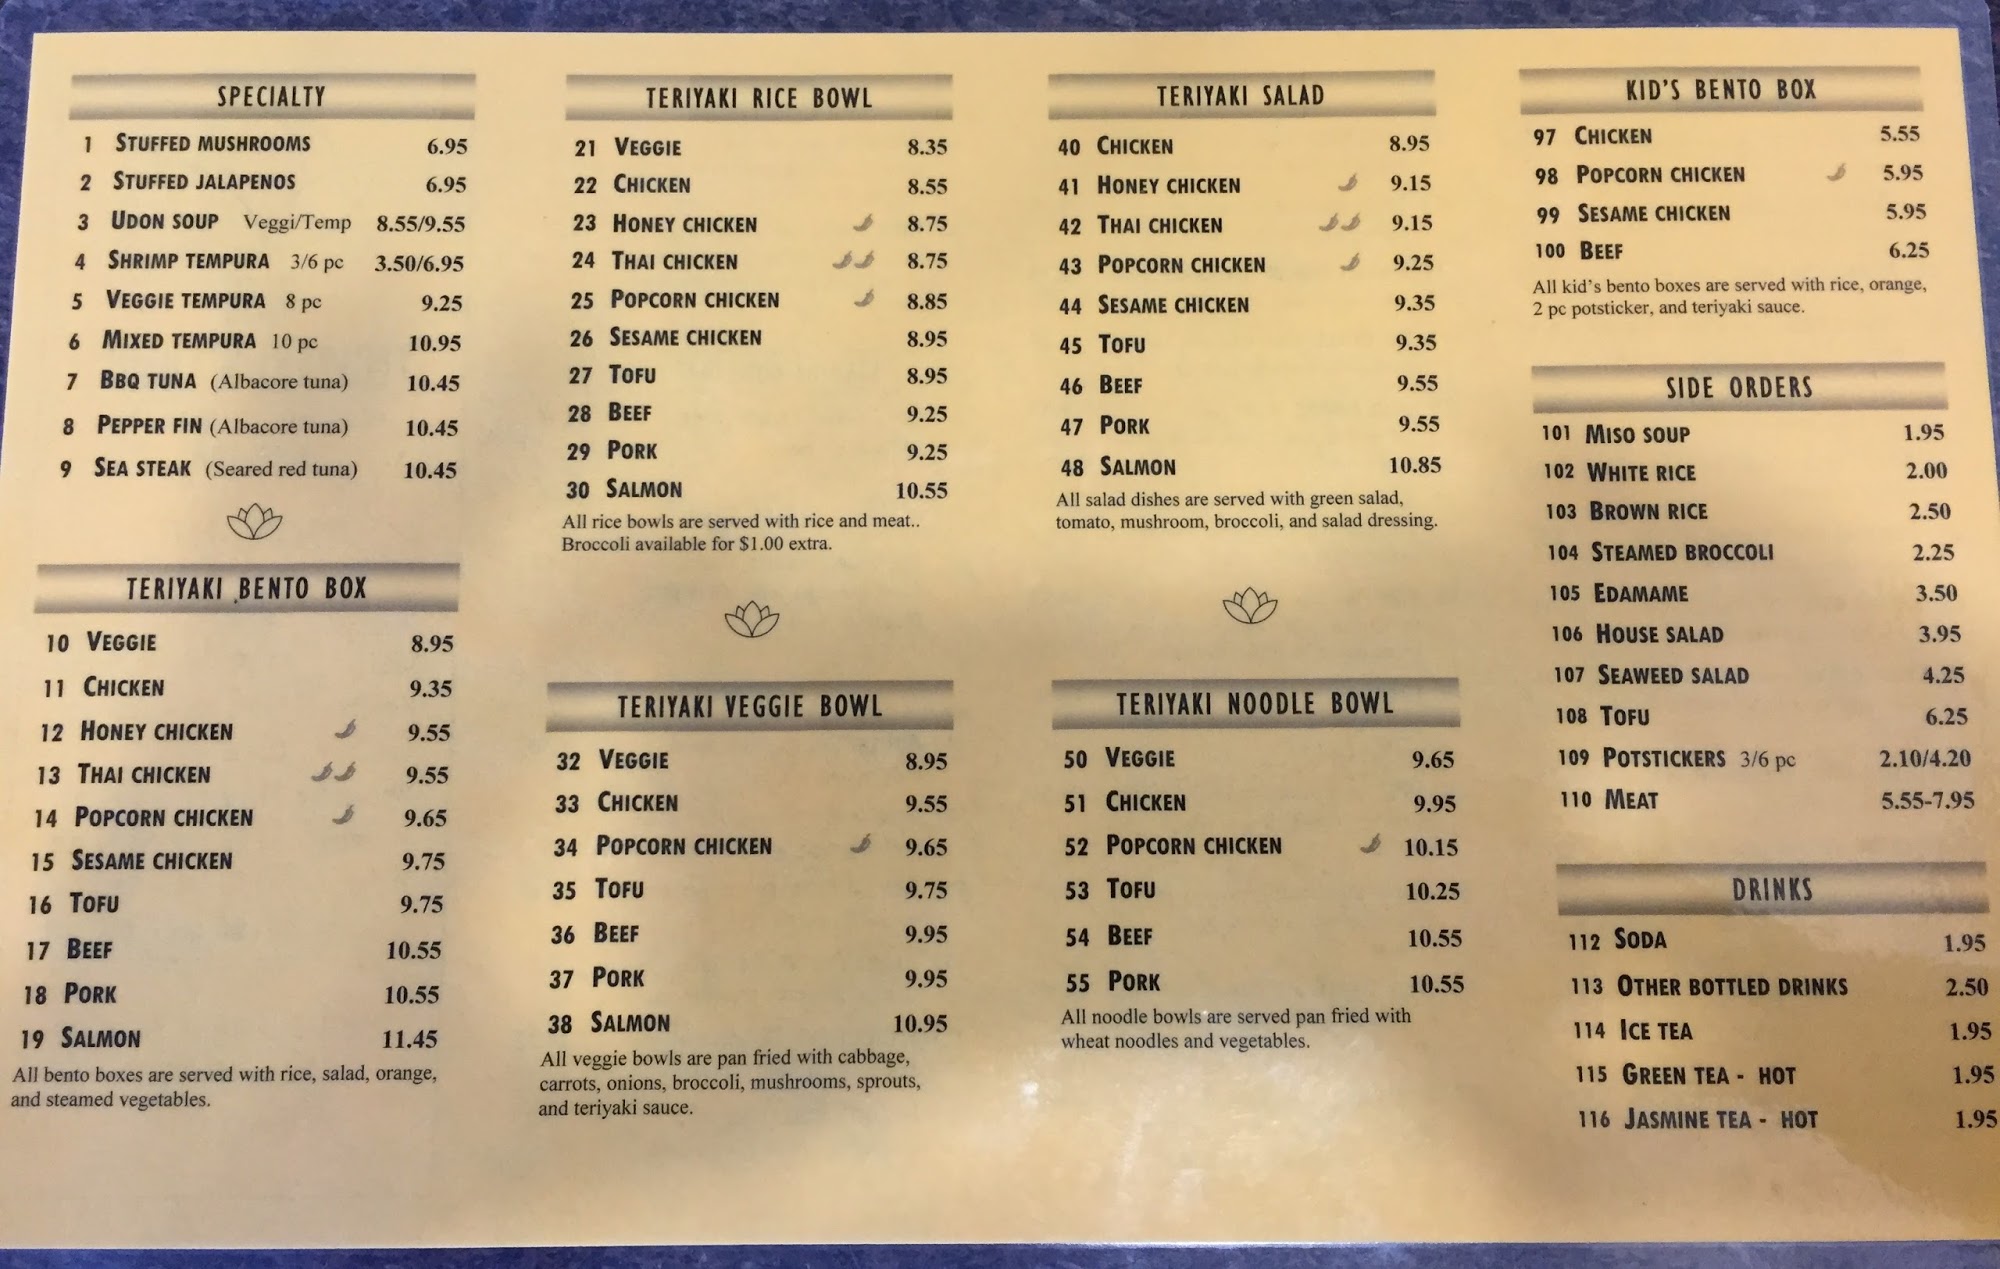 SPECIALTY
1 STUFFED MUSHROOMS 6.95
2 STUFFED JALAPENOS 6.95
3 UDON SOUP Veggi/Temp 8.55/9.55
4 SHRIMP TEMPURA 3/6 pc 3.50/6.95
5 VEGGIE TEMPURA 8 pc 9.25
6 MIXED TEMPURA 10 pc 10.95
7 BBQ TUNA (Albacore tuna) 10.45
8 PEPPER FIN (Albacore tuna) 10.45
9 SEA STEAK (Seared red tuna) 10.45
TERIYAKI BENTO BOX
10 VEGGIE 8.95
11 CHICKEN 9.35
12 HONEY CHICKEN 9.55
13 THAI CHICKEN 9.55
14 POPCORN CHICKEN 9.65
15 SESAME CHICKEN 9.75
16 TOFU 9.75
17 BEEF 10.55
18 PORK 10.55
19 SALMON 11.45
All bento boxes are served with rice, salad, orange,
and steamed vegetables.
TERIYAKI RICE BOWL
21 VEGGIE 8.35
22 CHICKEN 8.55
23 HONEY CHICKEN 8.75
24 THAI CHICKEN 8.75
25 POPCORN CHICKEN 8.85
26 SESAME CHICKEN 8.95
27 TOFU 8.95
28 BEEF 9.25
29 PORK 9.25
30 SALMON 10.55
All rice bowls are served with rice and meat..
Broccoli available for $1.00 extra.
TERIYAKI VEGGIE BOWL
32 VEGGIE 8.95
33 CHICKEN 9.55
34 POPCORN CHICKEN 9.65
35 TOFU 9.75
36 BEEF 9.95
37 PORK 9.95
38 SALMON 10.95
All veggie bowls are pan fried with cabbage,
carrots, onions, broccoli, mushrooms, sprouts,
and teriyaki sauce.
TERIYAKI SALAD
40 CHICKEN 8.95
41 HONEY CHICKEN 9.15
42 THAI CHICKEN 9.15
43 POPCORN CHICKEN 9.25
44 SESAME CHICKEN 9.35
45 TOFU 9.35
46 BEEF 9.55
47 PORK 9.55
48 SALMON 10.85
All salad dishes are served with green salad,
tomato, mushroom, broccoli, and salad dressing.
TERIYAKI NOODLE BOWL
50 VEGGIE 9.65
51 CHICKEN 9.95
52 POPCORN CHICKEN 10.15
53 TOFU 10.25
54 BEEF 10.55
55 PORK 10.55
All noodle bowls are served pan fried with
wheat noodles and vegetables.
KID'S BENTO BOX
97 CHICKEN 5.55
98 POPCORN CHICKEN 5.95
99 SESAME CHICKEN 5.95
100 BEEF 6.25
All kid's bento boxes are served with rice, orange,
2 pc potsticker, and teriyaki sauce.
SIDE ORDERS
101 MISO SOUP 1.95
102 WHITE RICE 2.00
103 BROWN RICE 2.50
104 STEAMED BROCCOLI 2.25
105 EDAMAME 3.50
106 HOUSE SALAD 3.95
107 SEAWEED SALAD 4.25
108 TOFU 6.25
109 POTSTICKERS 3/6 pc 2.10/4.20
110 MEAT 5.55-7.95
DRINKS
112 SODA 1.95
113 OTHER BOTTLED DRINKS 2.50
114 ICE TEA 1.95
115 GREEN TEA - HOT 1.95
116 JASMINE TEA - HOT 1.95